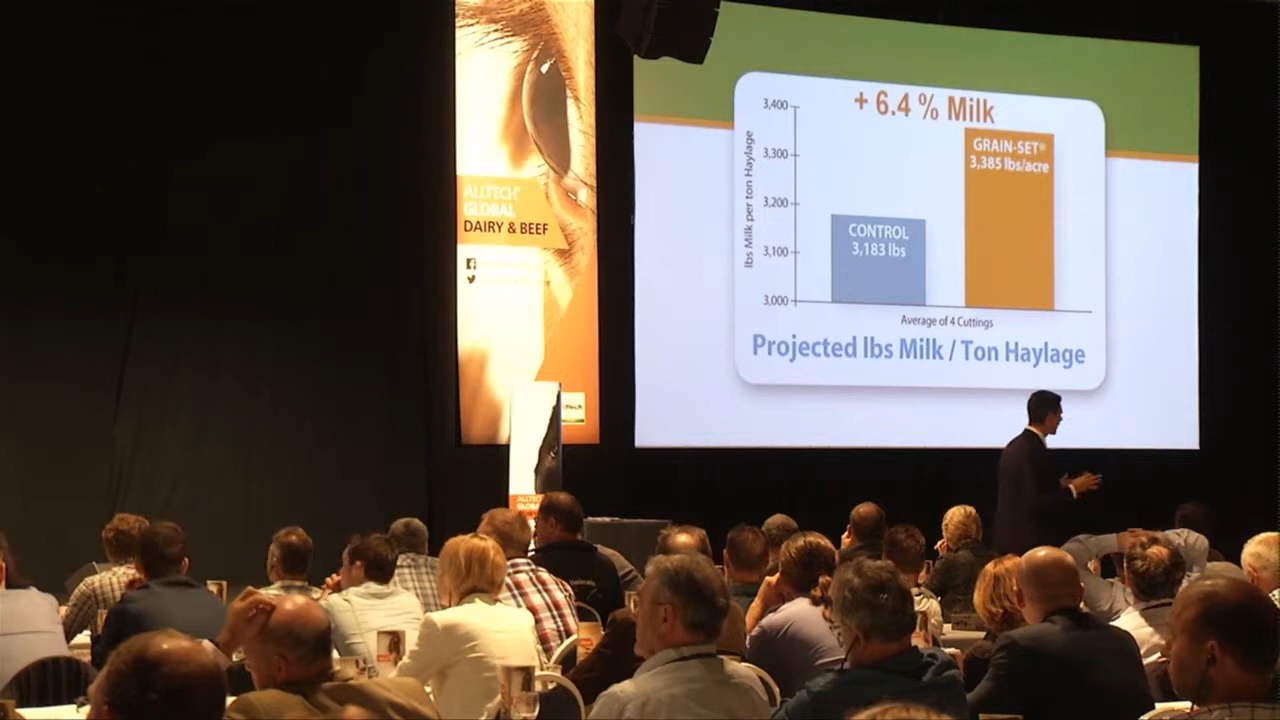 ALLTECH®
GLOBAL
DAIRY & BEEF
ALLTECH
GLOBAL
+ 6.4 % Milk
3,400
3,300
3,200
3,100
3,000
lbs Milk per ton Haylage
CONTROL
3,183 lbs
GRAIN-SET®
3,385 lbs/acre
Average of 4 Cuttings
Projected lbs Milk / Ton Haylage